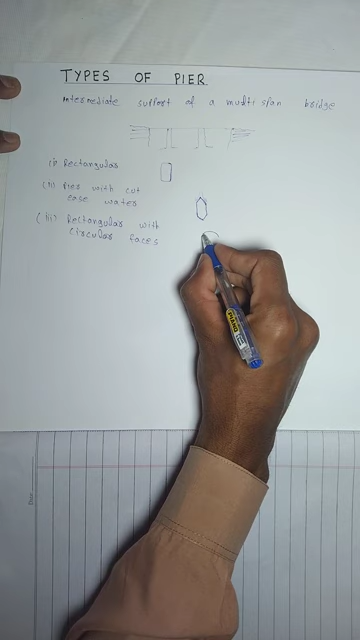 TYPES OF PIER
Intermediate support of a multi span bridge
(i) Rectangular
(ii) Pier with cut
ease water
(iii) Rectangular with
Circular faces